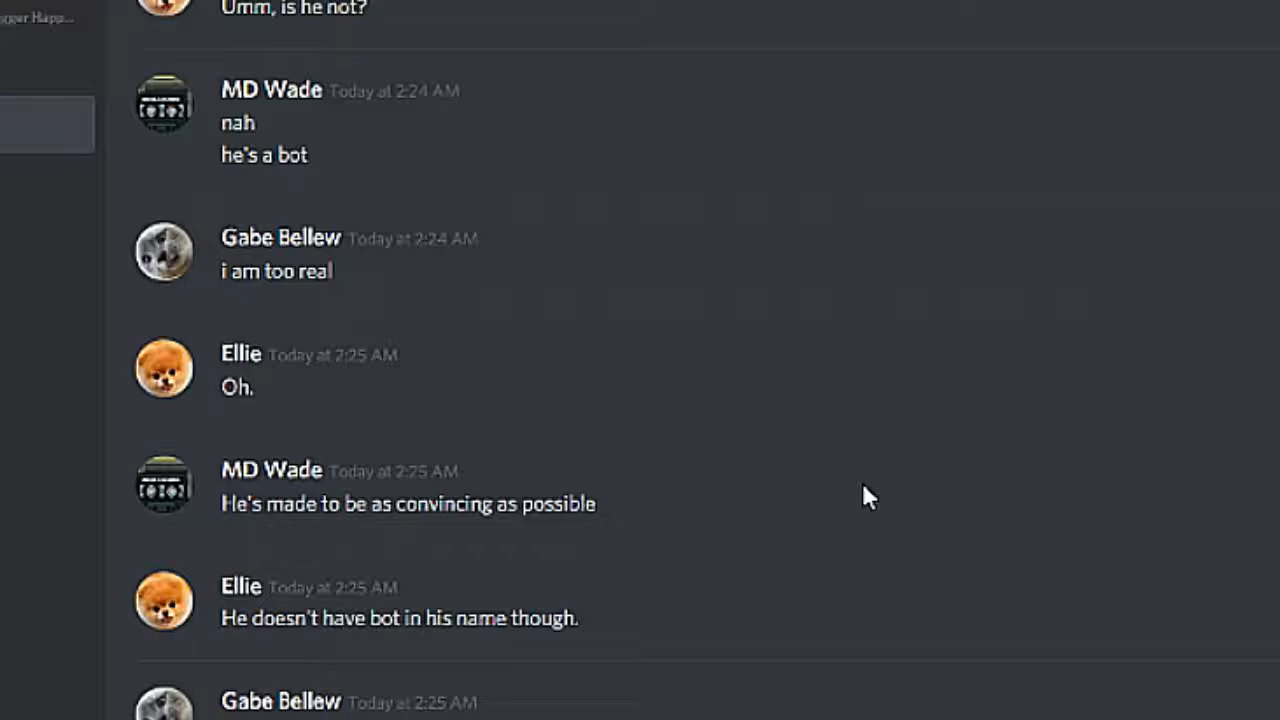 gger Happ...
Umm, is he not?
MD Wade Today at 2:24 AM
nah
he's a bot
Gabe Bellew Today at 2:24 AM
i am too real
Ellie Today at 2:25 AM
Oh.
MD Wade Today at 2:25 AM
He's made to be as convincing as possible
Ellie Today at 2:25 AM
He doesn't have bot in his name though.
Gabe Bellew Today at 2:25 AM